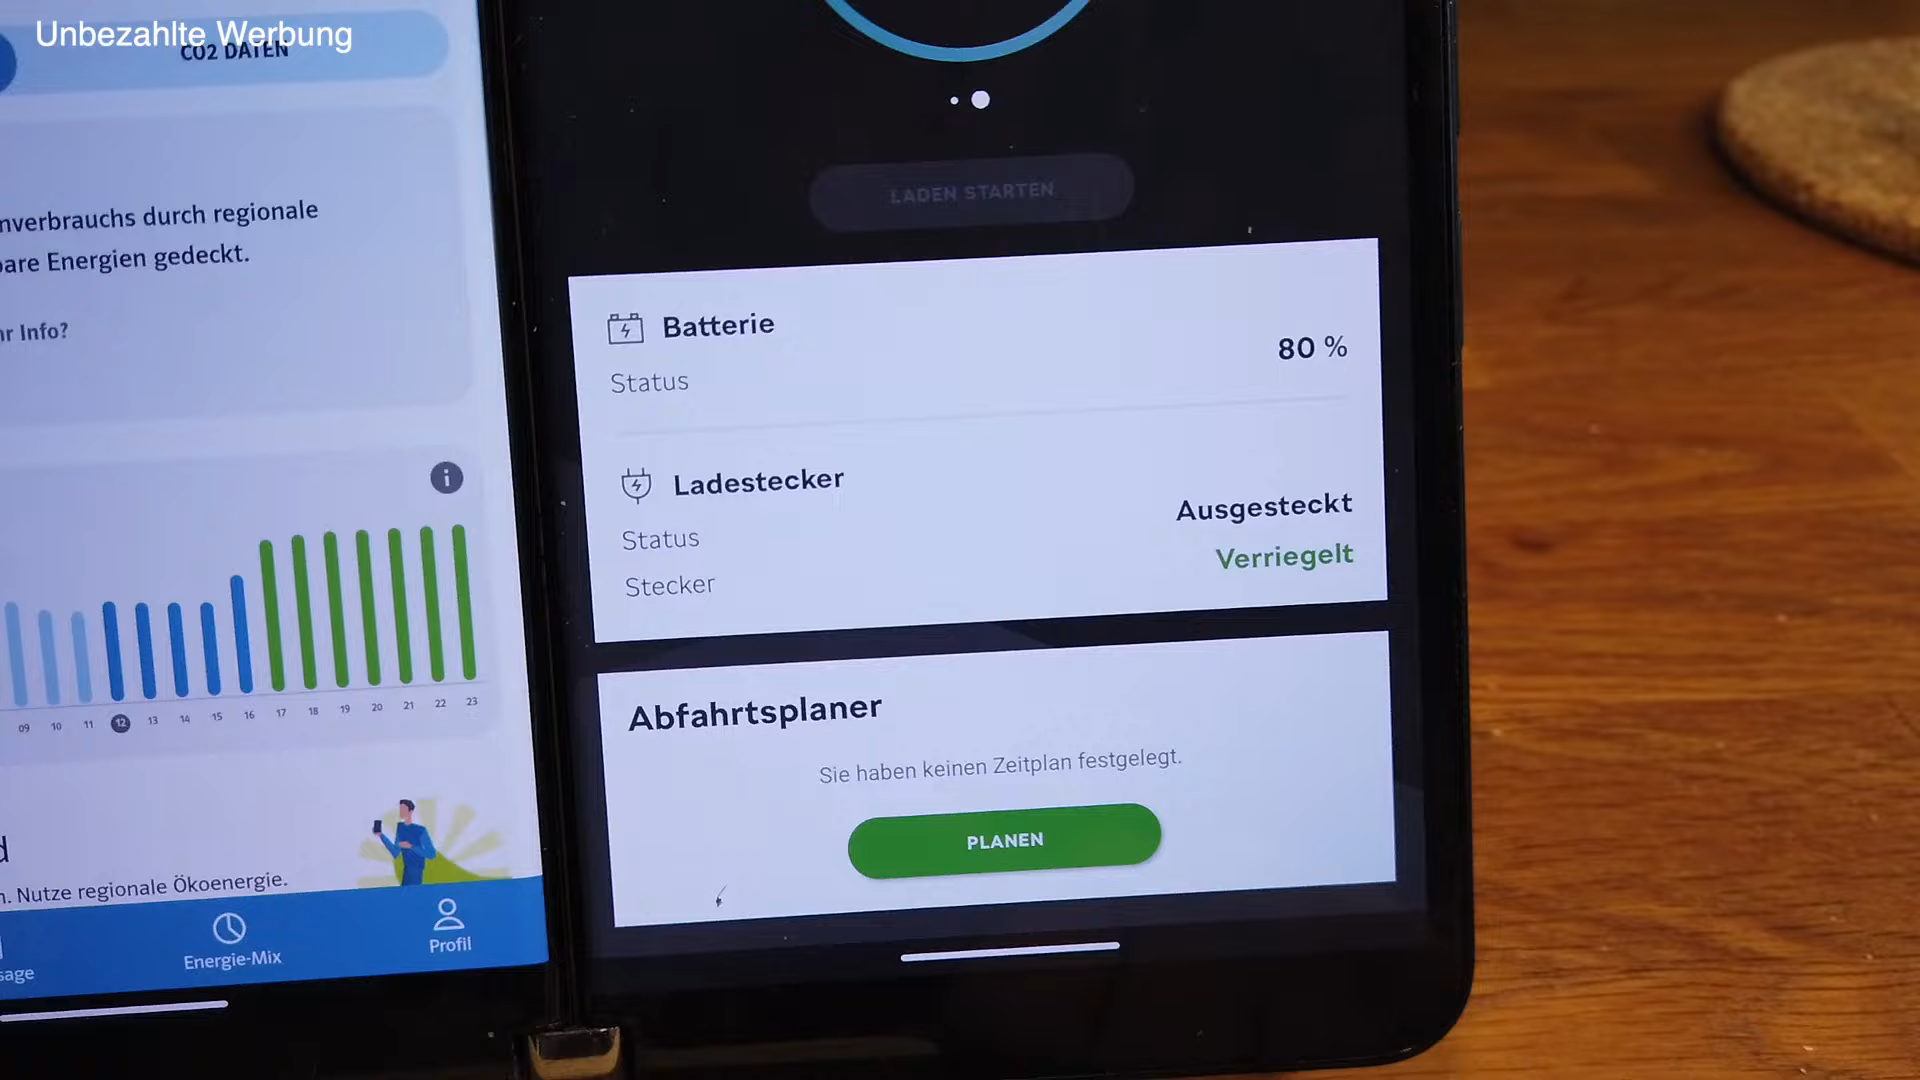 Unbezahlte Werbung
CO2 DATEN
nverbrauchs durch regionale
are Energien gedeckt.
Info?
09 10 11 12 13 14 15 16 17 18 19 20 21 22 23
n. Nutze regionale Ökoenergie.
sage
Energie-Mix
Profil
LADEN STARTEN
Batterie
Status
80 %
Ladestecker
Status
Ausgesteckt
Stecker
Verriegelt
Abfahrtsplaner
Sie haben keinen Zeitplan festgelegt.
PLANEN